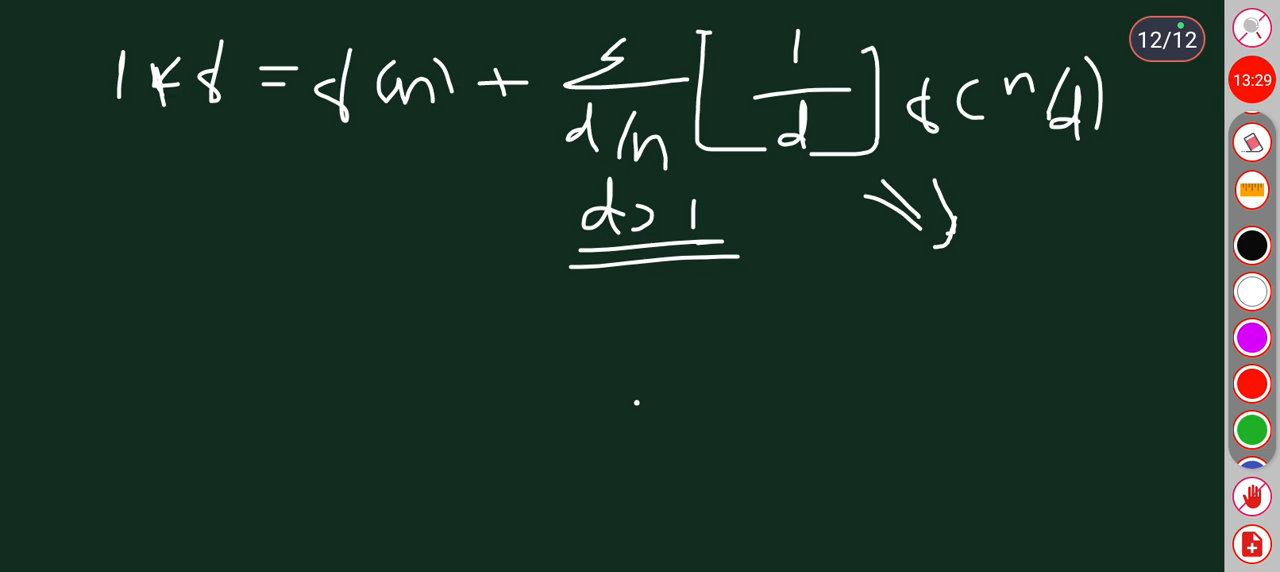 12/12
1 * f = f(n) + Σ [ 1/d ] f(n/d)
d/n
d > 1
13:29